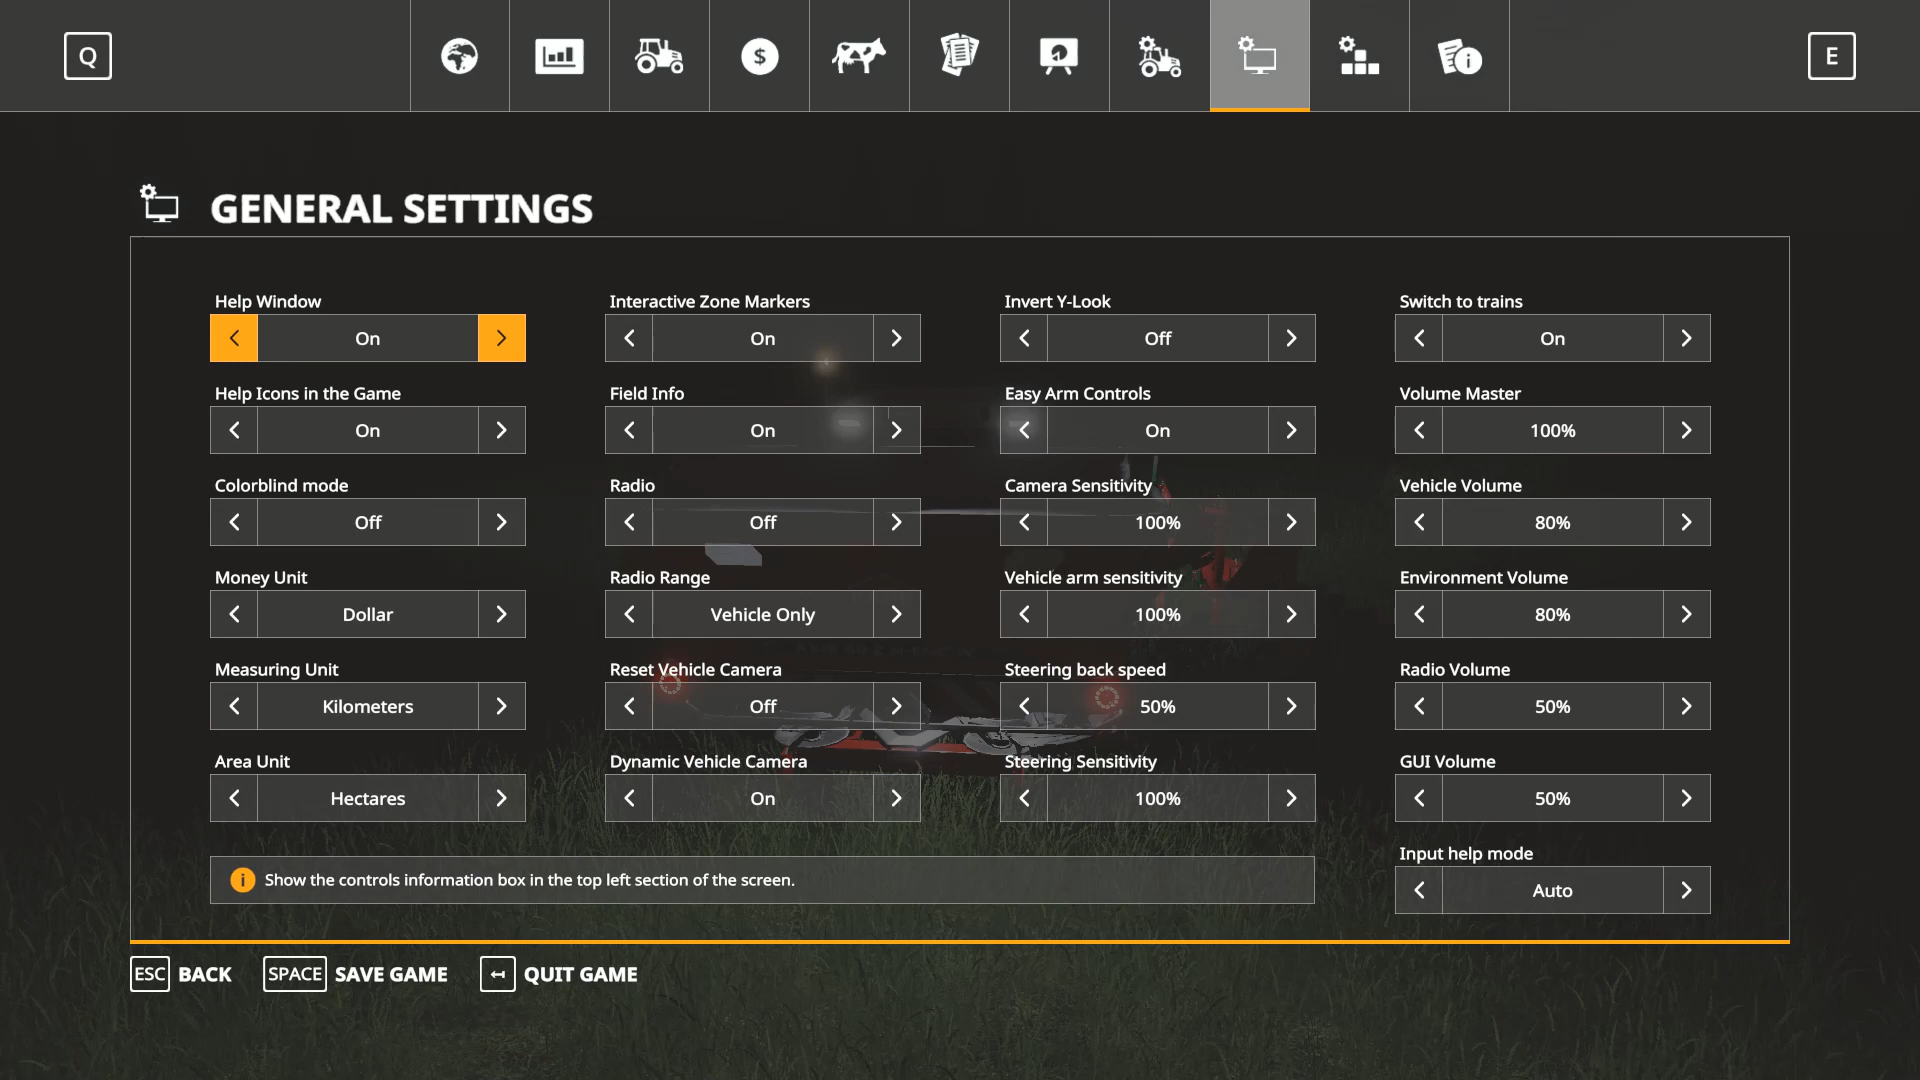 Q
$
E
GENERAL SETTINGS
Help Window
On
Help Icons in the Game
On
Colorblind mode
Off
Money Unit
Dollar
Measuring Unit
Kilometers
Area Unit
Hectares
Interactive Zone Markers
On
Field Info
On
Radio
Off
Radio Range
Vehicle Only
Reset Vehicle Camera
Off
Dynamic Vehicle Camera
On
Invert Y-Look
Off
Easy Arm Controls
On
Camera Sensitivity
100%
Vehicle arm sensitivity
100%
Steering back speed
50%
Steering Sensitivity
100%
Switch to trains
On
Volume Master
100%
Vehicle Volume
80%
Environment Volume
80%
Radio Volume
50%
GUI Volume
50%
Input help mode
Auto
i Show the controls information box in the top left section of the screen.
ESC BACK SPACE SAVE GAME QUIT GAME